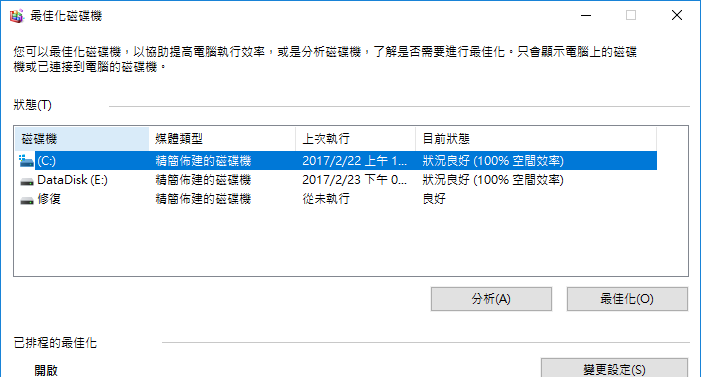 最佳化磁碟機
您可以最佳化磁碟機，以協助提高電腦執行效率，或是分析磁碟機，了解是否需要進行最佳化。只會顯示電腦上的磁碟
機或已連接到電腦的磁碟機。
狀態(T)
磁碟機 媒體類型 上次執行 目前狀態
(C:) 精簡佈建的磁碟機 2017/2/22 上午 1... 狀況良好 (100% 空間效率)
DataDisk (E:) 精簡佈建的磁碟機 2017/2/23 下午 0... 狀況良好 (100% 空間效率)
修復 精簡佈建的磁碟機 從未執行 良好
分析(A) 最佳化(O)
已排程的最佳化
開啟 變更設定(S)